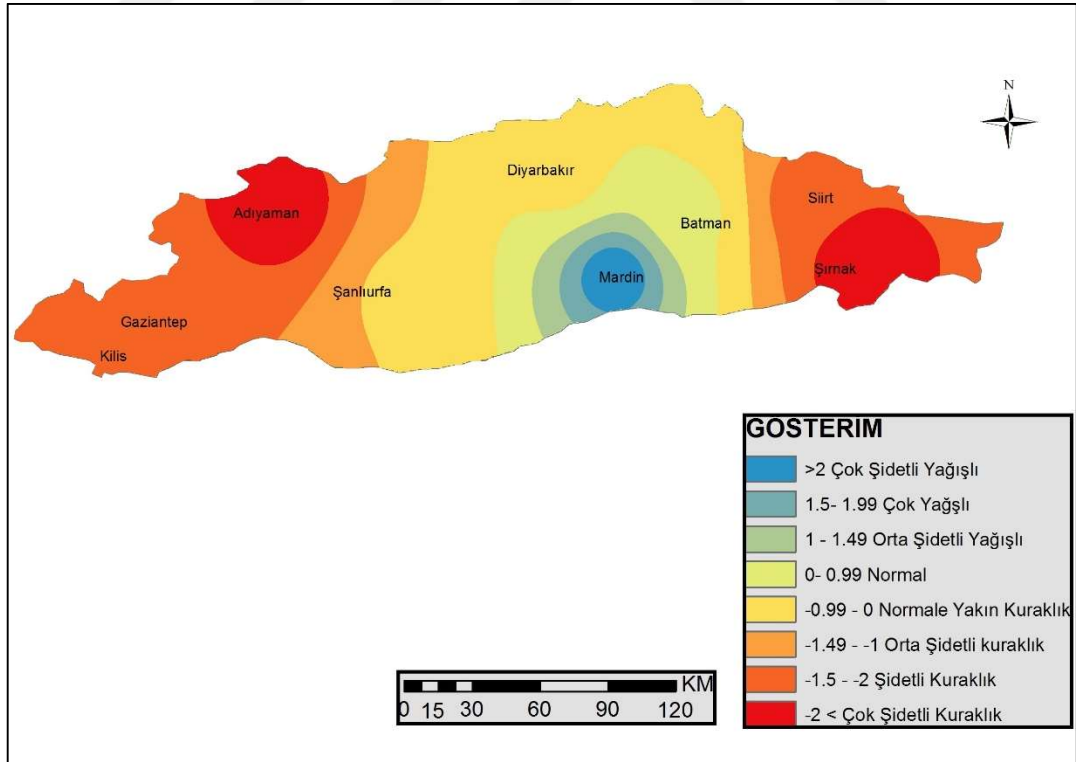 N
Diyarbakır
Siirt
Adıyaman
Batman
Şırnak
Mardin
Şanlıurfa
Gaziantep
Kilis
GOSTERIM
>2 Çok Şidetli Yağışlı
1.5- 1.99 Çok Yağşlı
1 - 1.49 Orta Şidetli Yağışlı
0- 0.99 Normal
-0.99 - 0 Normale Yakın Kuraklık
-1.49 - -1 Orta Şidetli kuraklık
-1.5 - -2 Şidetli Kuraklık
-2 < Çok Şidetli Kuraklık
KM
0 15 30 60 90 120